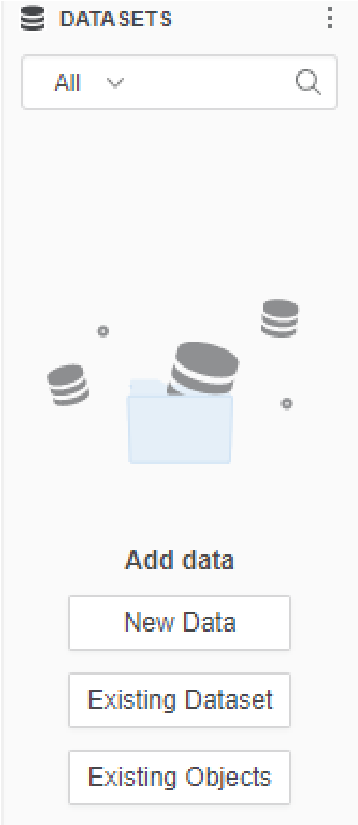 DATASETS
All
Add data
New Data
Existing Dataset
Existing Objects